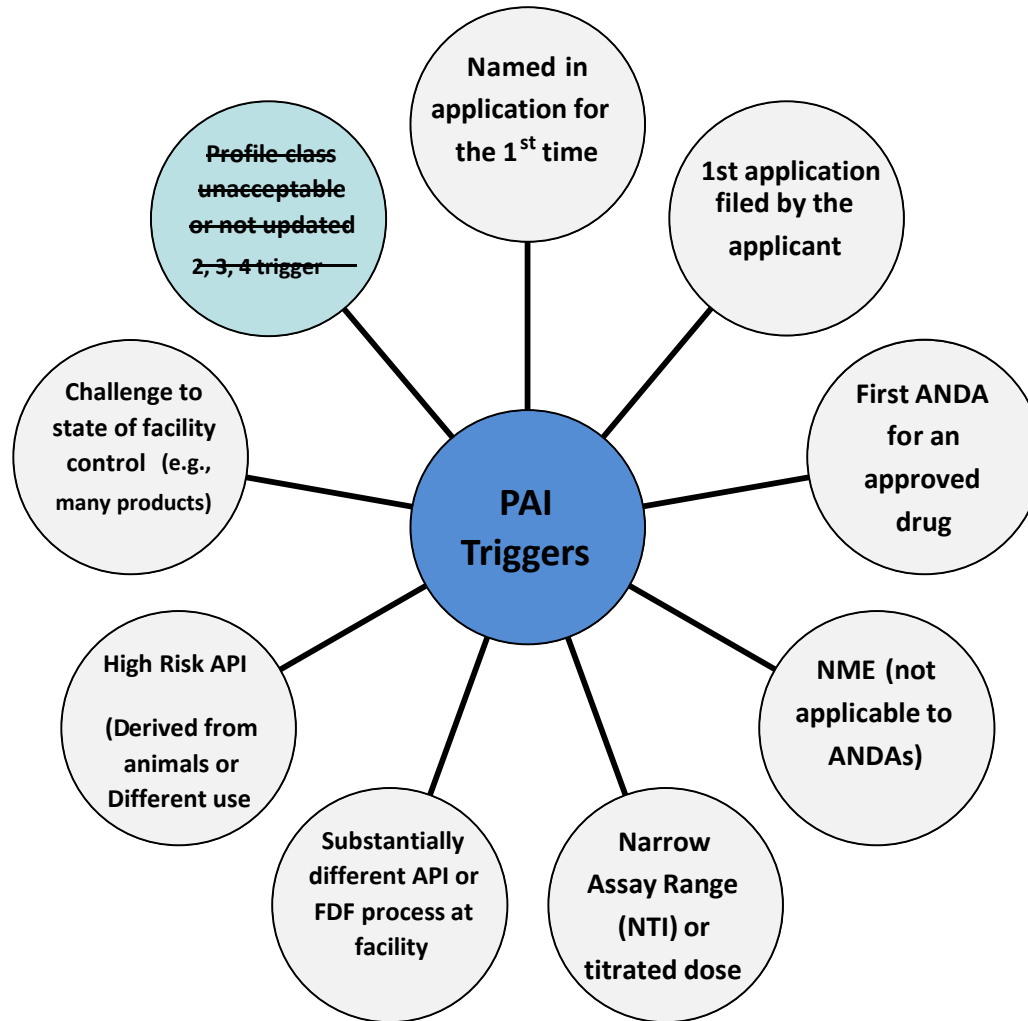 Named in
application for
the 1st time
1st application
filed by the
applicant
First ANDA
for an
approved
drug
NME (not
applicable to
ANDAs)
Narrow
Assay Range
(NTI) or
titrated dose
Substantially
different API or
FDF process at
facility
High Risk API
(Derived from
animals or
Different use
Challenge to
state of facility
control (e.g.,
many products)
Profile class
unacceptable
or not updated
2, 3, 4 trigger
PAI
Triggers